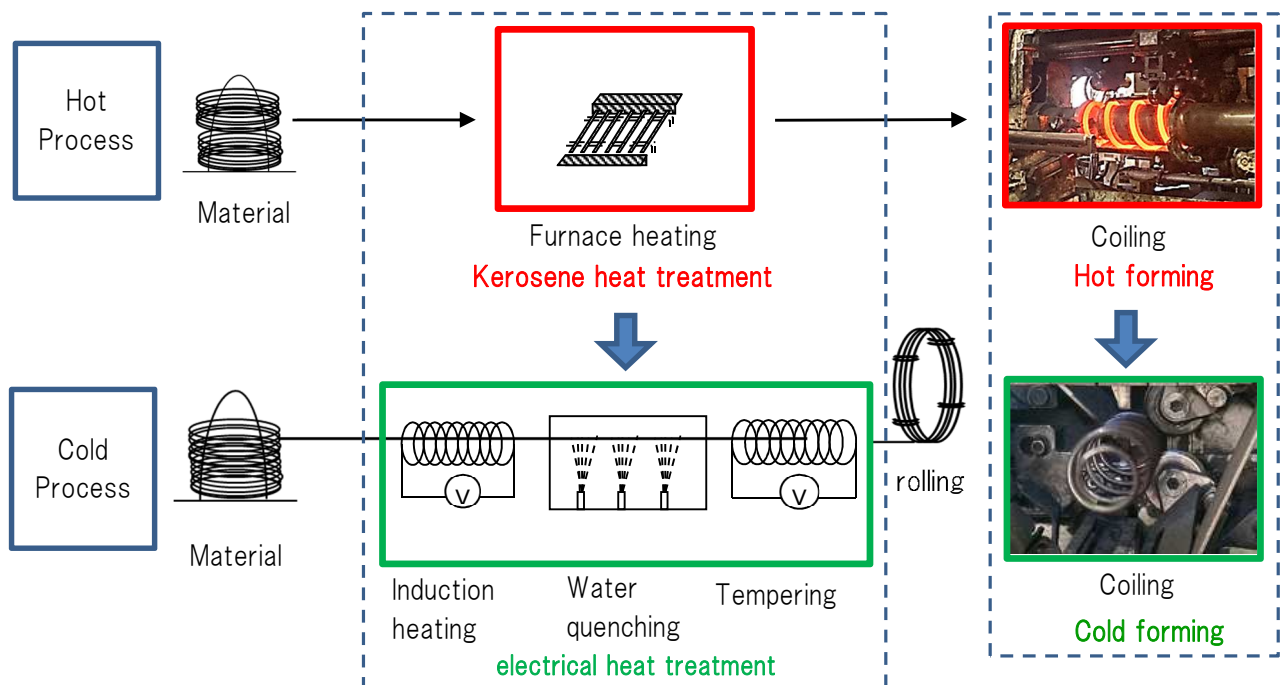 Hot
Process
Material
Furnace heating
Kerosene heat treatment
Coiling
Hot forming
Cold
Process
Material
V
V
Induction
heating
Water
quenching
Tempering
electrical heat treatment
rolling
Coiling
Cold forming